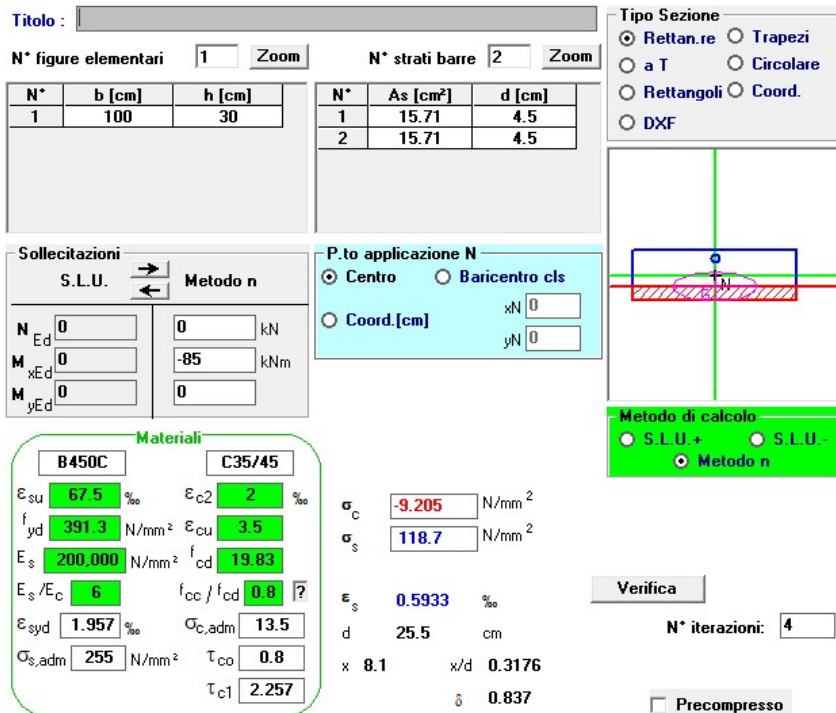 Titolo :
N° figure elementari 1 Zoom
N° strati barre 2 Zoom
N° b [cm] h [cm]
1 100 30
N° As [cm²] d [cm]
1 15.71 4.5
2 15.71 4.5
Tipo Sezione
Rettan.re Trapezi
a T Circolare
Rettangoli Coord.
DXF
N
Sollecitazioni
S.L.U. Metodo n
N Ed 0 0 kN
M xEd 0 -85 kNm
M yEd 0 0
P.to applicazione N
Centro Baricentro cls
Coord.[cm] xN 0
yN 0
Metodo di calcolo
S.L.U.+ S.L.U.-
Metodo n
Materiali
B450C C35/45
εsu 67.5 ‰ εc2 2 ‰
fyd 391.3 N/mm² εcu 3.5
Es 200,000 N/mm² fcd 19.83
Es/Ec 6 fcc / fcd 0.8 ?
εsyd 1.957 ‰ σc,adm 13.5
σs,adm 255 N/mm² τco 0.8
τc1 2.257
σc -9.205 N/mm²
σs 118.7 N/mm²
εs 0.5933 ‰
d 25.5 cm
x 8.1 x/d 0.3176
δ 0.837
Verifica
N° iterazioni: 4
Precompresso